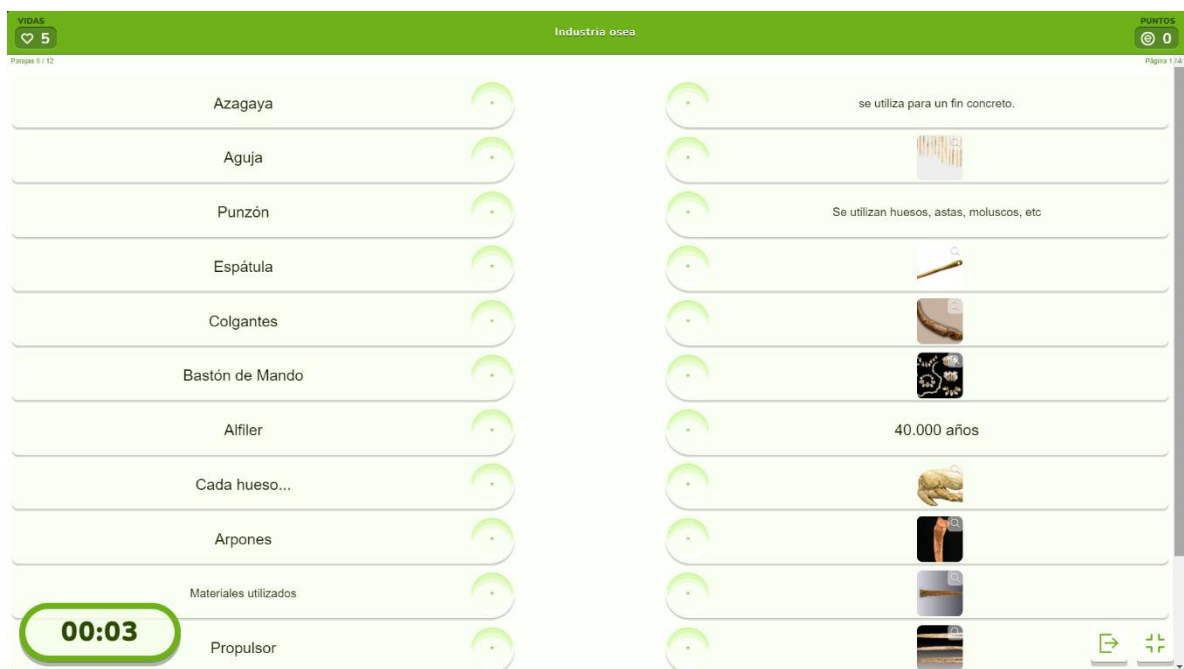 VIDAS
5
Industria osea
PUNTOS
0
Parejas 0 / 12
Página 1 /4
Azagaya
se utiliza para un fin concreto.
Aguja
Punzón
Se utilizan huesos, astas, moluscos, etc
Espátula
Colgantes
Bastón de Mando
Alfiler
40.000 años
Cada hueso...
Arpones
Materiales utilizados
00:03
Propulsor